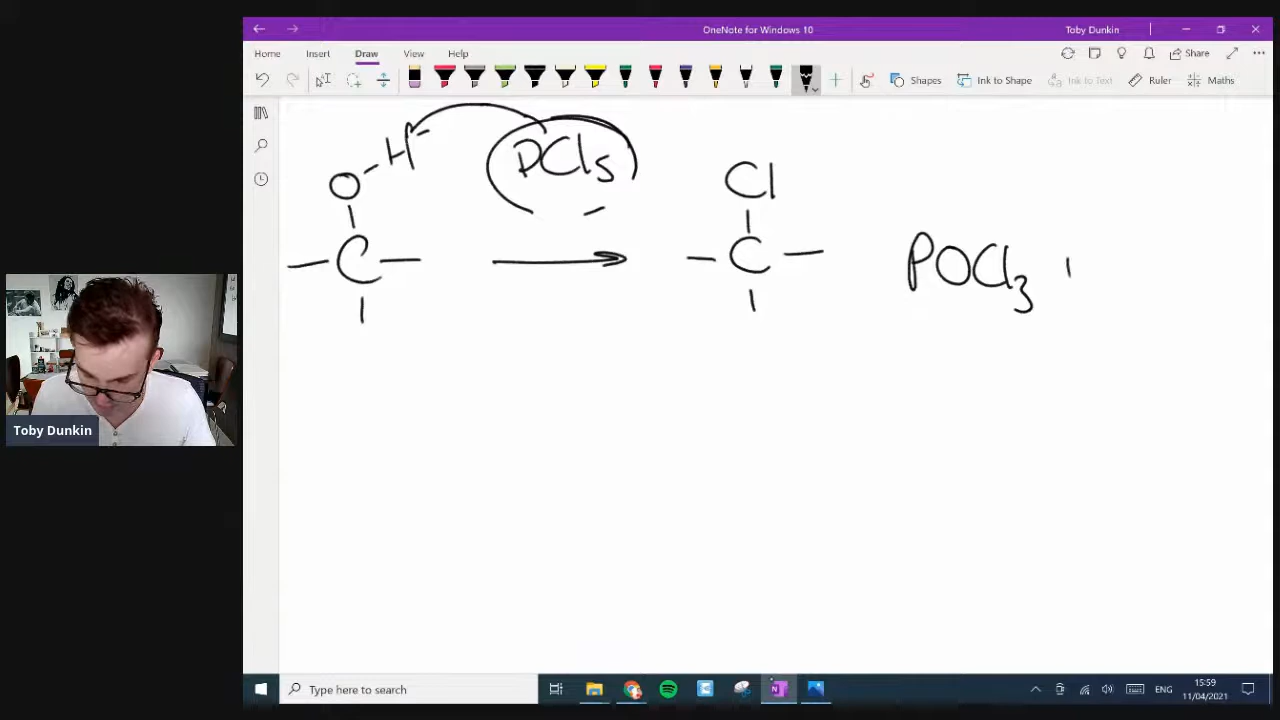 OneNote for Windows 10
Toby Dunkin
Home Insert Draw View Help
Share
Shapes
Ink to Shape
Ink to Text
Ruler
Maths
O - H
PCl5
C
Cl
C
POCl3
Toby Dunkin
Type here to search
ENG
15:59
11/04/2021